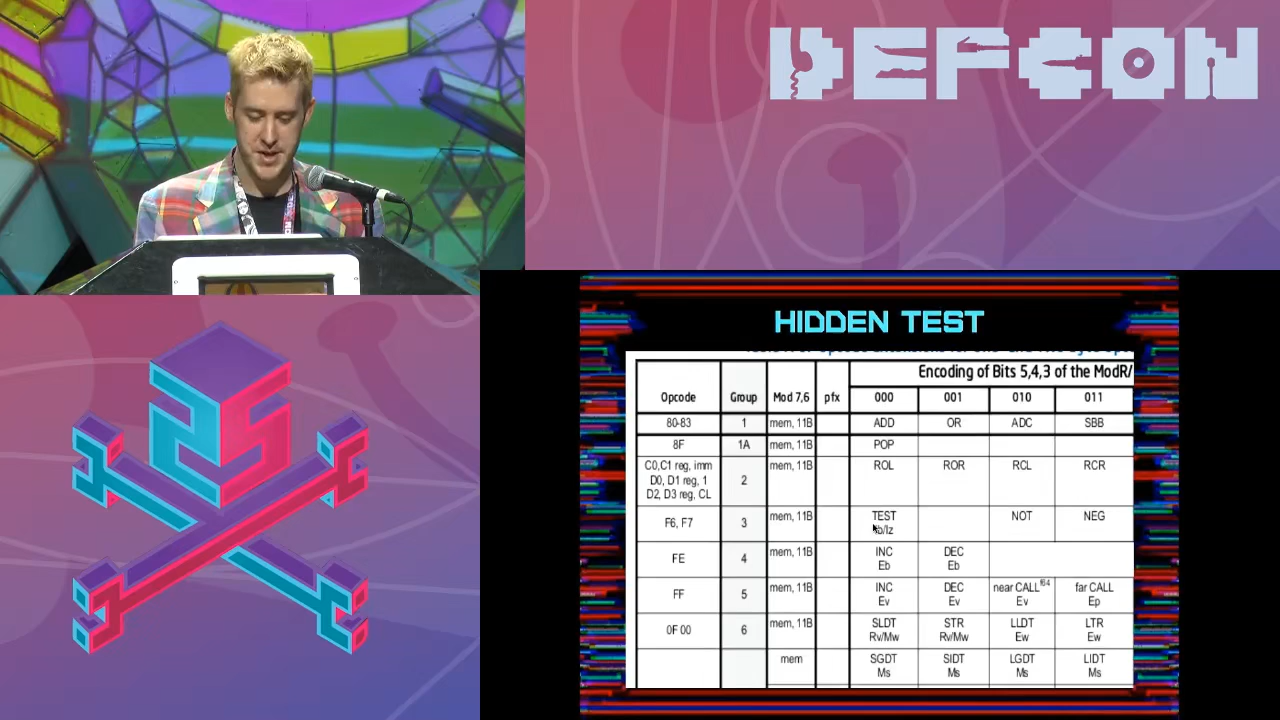 DEFCON
HIDDEN TEST
Encoding of Bits 5,4,3 of the ModR/
Opcode Group Mod 7,6 pfx 000 001 010 011
80-83 1 mem, 11B ADD OR ADC SBB
8F 1A mem, 11B POP
C0,C1 reg, imm mem, 11B ROL ROR RCL RCR
D0, D1 reg, 1 2
D2, D3 reg, CL
F6, F7 3 mem, 11B TEST NOT NEG
b/Iz
FE 4 mem, 11B INC DEC
Eb Eb
FF 5 mem, 11B INC DEC near CALL f64 far CALL
Ev Ev Ev Ep
0F 00 6 mem, 11B SLDT STR LLDT LTR
Rv/Mw Rv/Mw Ew Ew
mem SGDT SIDT LGDT LIDT
Ms Ms Ms Ms